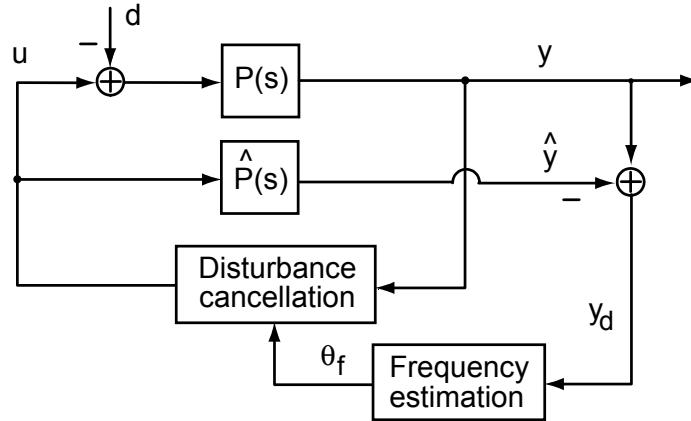 − d
u
P(s)
y
P̂(s)
ŷ
−
Disturbance
cancellation
y_d
θ_f
Frequency
estimation